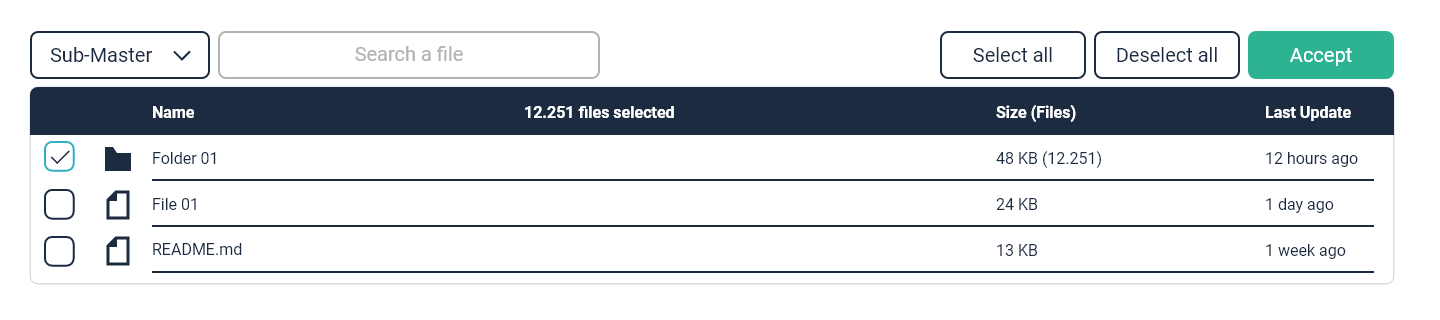 Sub-Master Search a file Select all Deselect all Accept
Name 12.251 files selected Size (Files) Last Update
Folder 01 48 KB (12.251) 12 hours ago
File 01 24 KB 1 day ago
README.md 13 KB 1 week ago